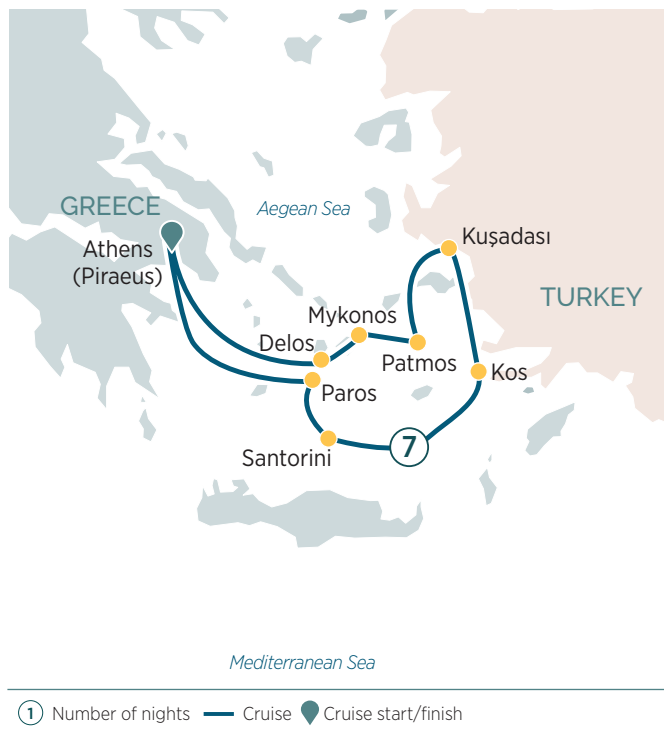 GREECE
Aegean Sea
Athens
(Piraeus)
Kuşadası
TURKEY
Mykonos
Delos
Patmos
Kos
Paros
7
Santorini
Mediterranean Sea
1 Number of nights Cruise Cruise start/finish